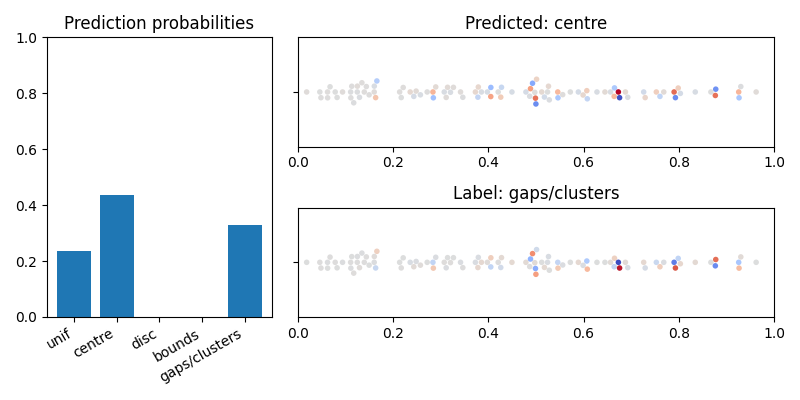 Prediction probabilities
1.0
0.8
0.6
0.4
0.2
0.0
unif
centre
disc
bounds
gaps/clusters
Predicted: centre
0.0 0.2 0.4 0.6 0.8 1.0
Label: gaps/clusters
0.0 0.2 0.4 0.6 0.8 1.0